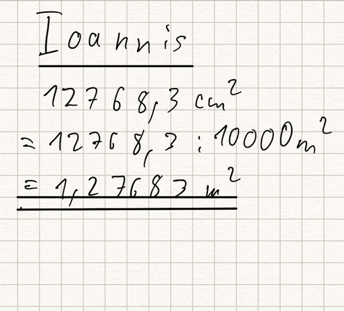 Ioannis
12768,3 cm²
= 12768,3 : 10000 m²
= 1,27683 m²